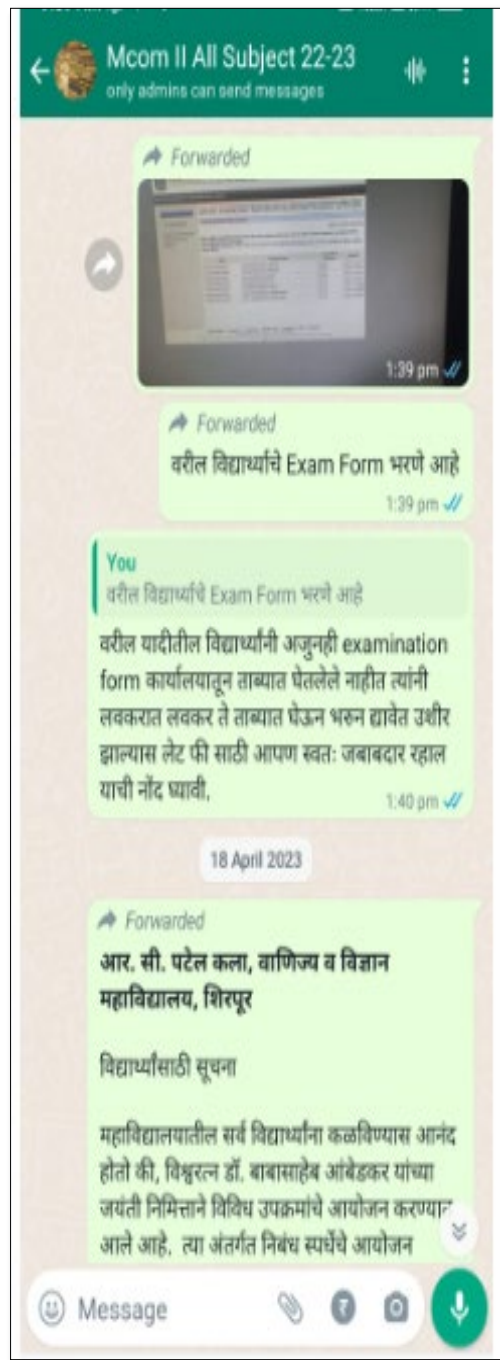 Mcom II All Subject 22-23
only admins can send messages
Forwarded
1:39 pm
Forwarded
वरील विद्यार्थ्याचे Exam Form भरणे आहे
1:39 pm
You
वरील विद्यार्थ्याचे Exam Form भरणे आहे
वरील यादीतील विद्यार्थ्यांनी अजुनही examination
form कार्यालयातून ताब्यात घेतलेले नाहीत त्यांनी
लवकरात लवकर ते ताब्यात घेऊन भरुन द्यावेत उशीर
झाल्यास लेट फी साठी आपण स्वतः जबाबदार रहाल
याची नोंद घ्यावी.
1:40 pm
18 April 2023
Forwarded
आर. सी. पटेल कला, वाणिज्य व विज्ञान
महाविद्यालय, शिरपूर
विद्यार्थ्यांसाठी सूचना
महाविद्यालयातील सर्व विद्यार्थ्यांना कळविण्यास आनंद
होतो की, विश्वरत्न डॉ. बाबासाहेब आंबेडकर यांच्या
जयंती निमित्ताने विविध उपक्रमांचे आयोजन करण्यात
आले आहे. त्या अंतर्गत निबंध स्पर्धेचे आयोजन
Message